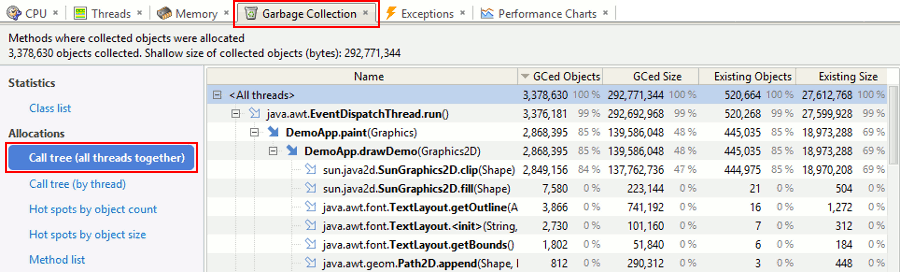 CPU × Threads × Memory × Garbage Collection × Exceptions × Performance Charts ×
Methods where collected objects were allocated
3,378,630 objects collected. Shallow size of collected objects (bytes): 292,771,344
Statistics
Class list
Allocations
Call tree (all threads together)
Call tree (by thread)
Hot spots by object count
Hot spots by object size
Method list
Name GCed Objects GCed Size Existing Objects Existing Size
<All threads> 3,378,630 100 % 292,771,344 100 % 520,664 100 % 27,612,768 100 %
java.awt.EventDispatchThread.run() 3,376,181 99 % 292,692,968 99 % 520,268 99 % 27,599,928 99 %
DemoApp.paint(Graphics) 2,868,395 84 % 139,586,048 48 % 445,035 85 % 18,973,288 69 %
DemoApp.drawDemo(Graphics2D) 2,868,395 84 % 139,586,048 48 % 445,035 85 % 18,973,288 69 %
sun.java2d.SunGraphics2D.clip(Shape) 2,849,156 84 % 137,762,736 47 % 444,975 85 % 18,970,208 69 %
sun.java2d.SunGraphics2D.fill(Shape) 7,580 0 % 223,144 0 % 21 0 % 504 0 %
java.awt.font.TextLayout.getOutline(A 3,866 0 % 741,192 0 % 16 0 % 1,272 0 %
java.awt.font.TextLayout.<init>(String, 2,730 0 % 101,160 0 % 7 0 % 312 0 %
java.awt.font.TextLayout.getBounds() 1,802 0 % 51,840 0 % 6 0 % 184 0 %
java.awt.geom.Path2D.append(Shape, 812 0 % 290,312 0 % 3 0 % 448 0 %